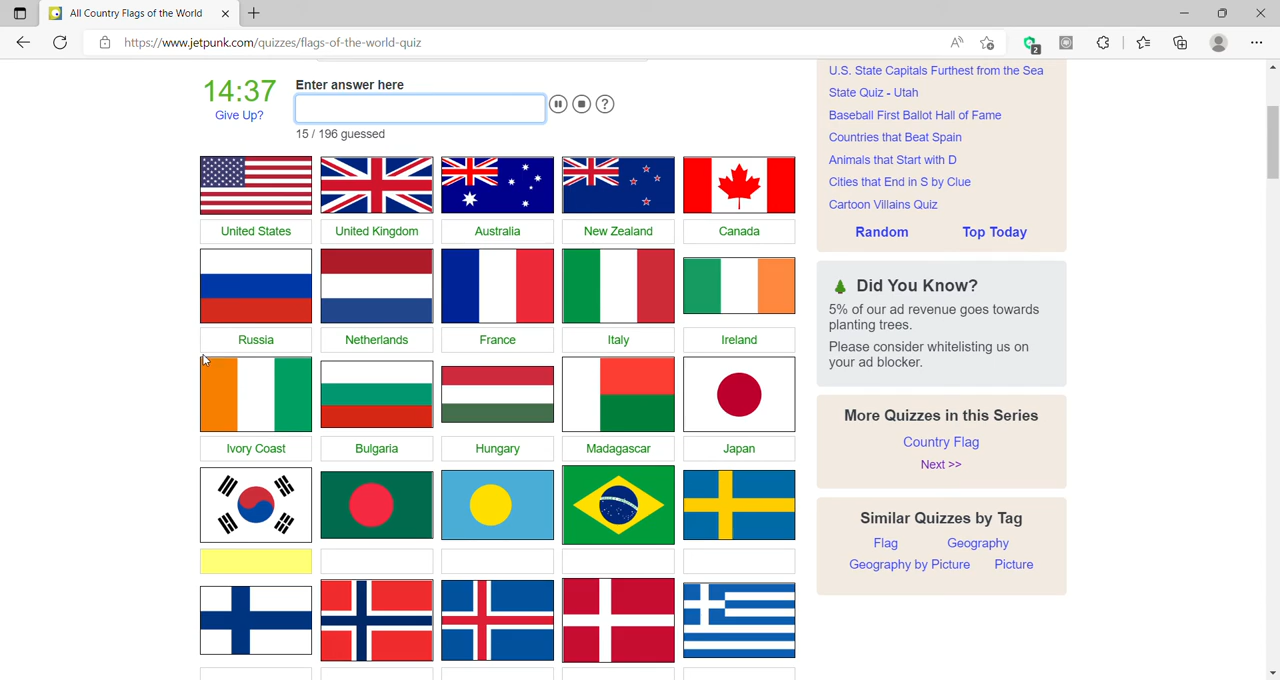 All Country Flags of the World
https://www.jetpunk.com/quizzes/flags-of-the-world-quiz
2
14:37
Give Up?
Enter answer here
?
15 / 196 guessed
United States
United Kingdom
Australia
New Zealand
Canada
Russia
Netherlands
France
Italy
Ireland
Ivory Coast
Bulgaria
Hungary
Madagascar
Japan
U.S. State Capitals Furthest from the Sea
State Quiz - Utah
Baseball First Ballot Hall of Fame
Countries that Beat Spain
Animals that Start with D
Cities that End in S by Clue
Cartoon Villains Quiz
Random
Top Today
Did You Know?
5% of our ad revenue goes towards
planting trees.
Please consider whitelisting us on
your ad blocker.
More Quizzes in this Series
Country Flag
Next >>
Similar Quizzes by Tag
Flag
Geography
Geography by Picture
Picture